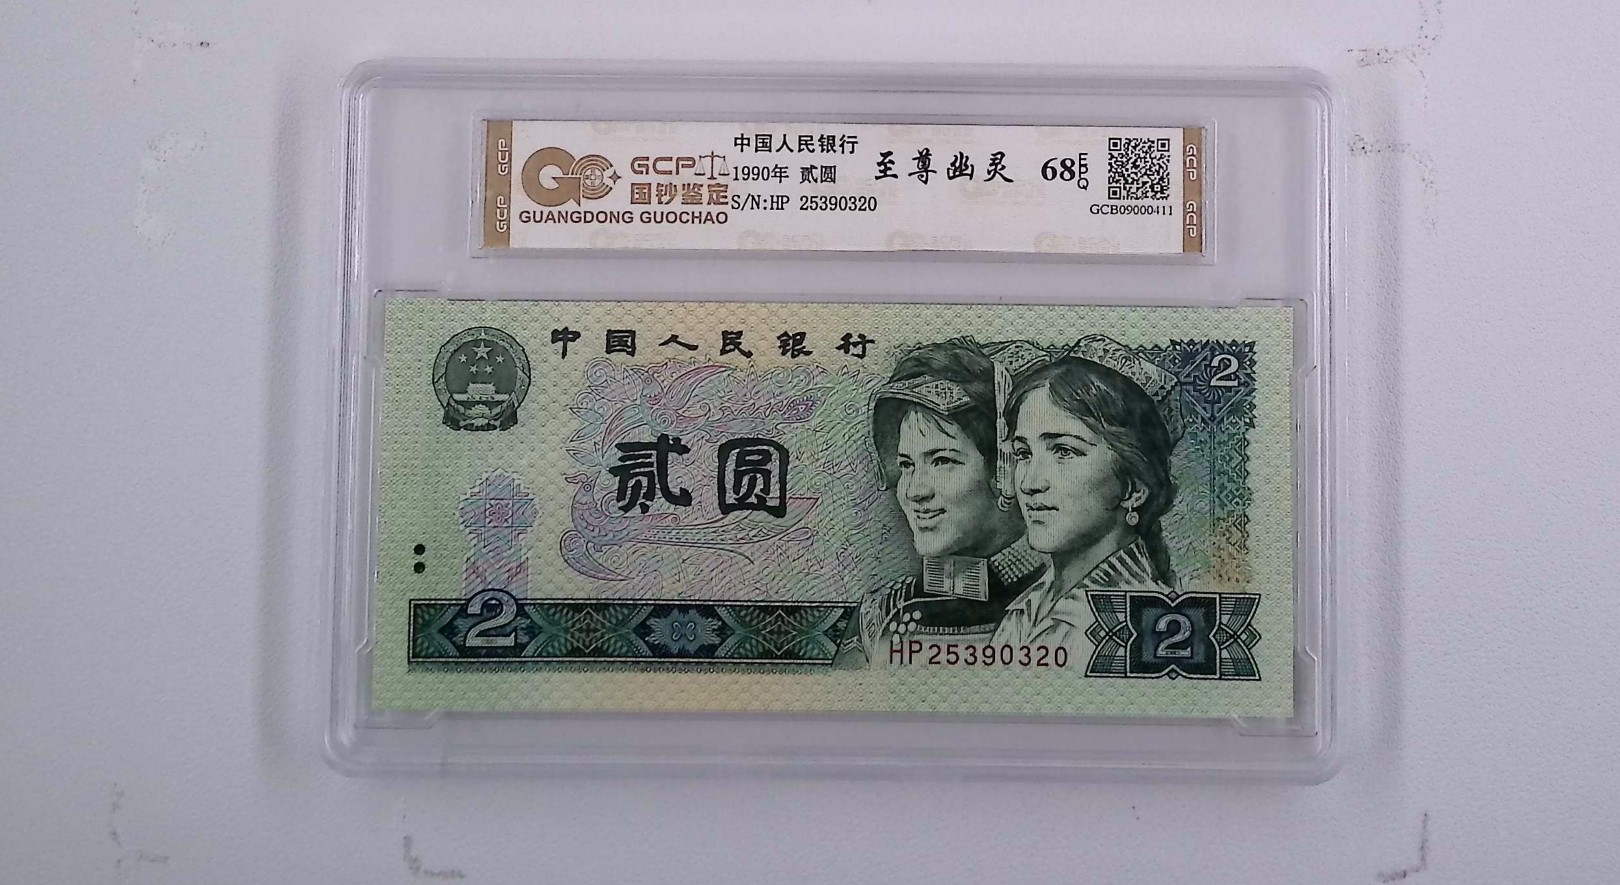 GCP
GCP
GCP
国钞鉴定
GUANGDONG GUOCHAO
中国人民银行
1990年 贰圆
S/N:HP 25390320
至尊幽灵
68EPQ
GCB09000411
GCP
GCP
中国人民银行
2
贰圆
2
HP25390320
2